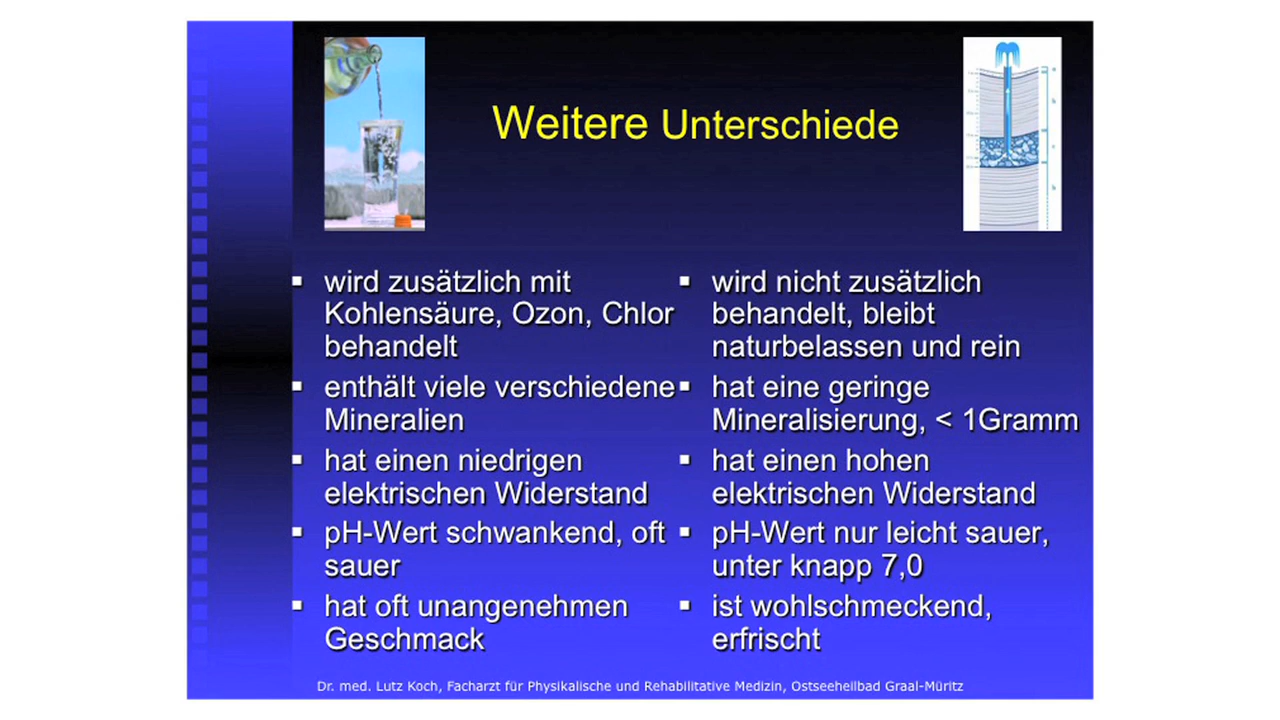 Weitere Unterschiede
wird zusätzlich mit
Kohlensäure, Ozon, Chlor
behandelt
enthält viele verschiedene
Mineralien
hat einen niedrigen
elektrischen Widerstand
pH-Wert schwankend, oft
sauer
hat oft unangenehmen
Geschmack
wird nicht zusätzlich
behandelt, bleibt
naturbelassen und rein
hat eine geringe
Mineralisierung, < 1Gramm
hat einen hohen
elektrischen Widerstand
pH-Wert nur leicht sauer,
unter knapp 7,0
ist wohlschmeckend,
erfrischt
Dr. med. Lutz Koch, Facharzt für Physikalische und Rehabilitative Medizin, Ostseeheilbad Graal-Müritz